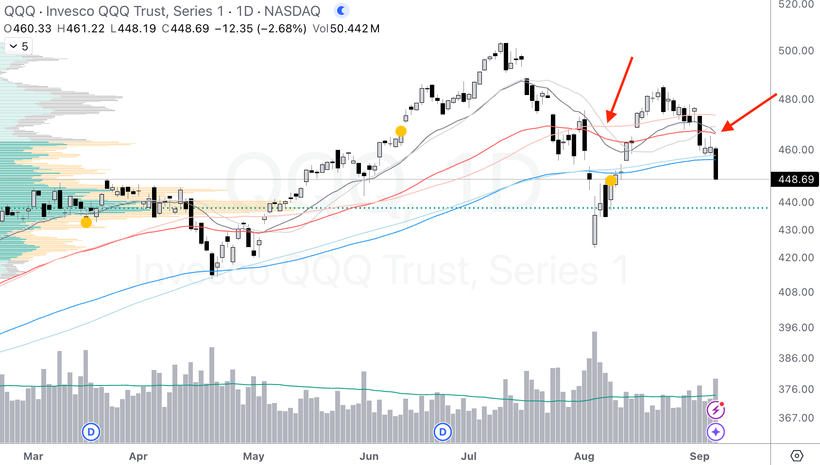 QQQ · Invesco QQQ Trust, Series 1 · 1D · NASDAQ
O460.33 H461.22 L448.19 C448.69 −12.35 (−2.68%) Vol50.442 M
5
520.00
500.00
480.00
460.00
448.69
440.00
430.00
420.00
408.00
396.00
386.00
376.00
367.00
QQQ, 1D
Invesco QQQ Trust, Series 1
D
D
Mar Apr May Jun Jul Aug Sep